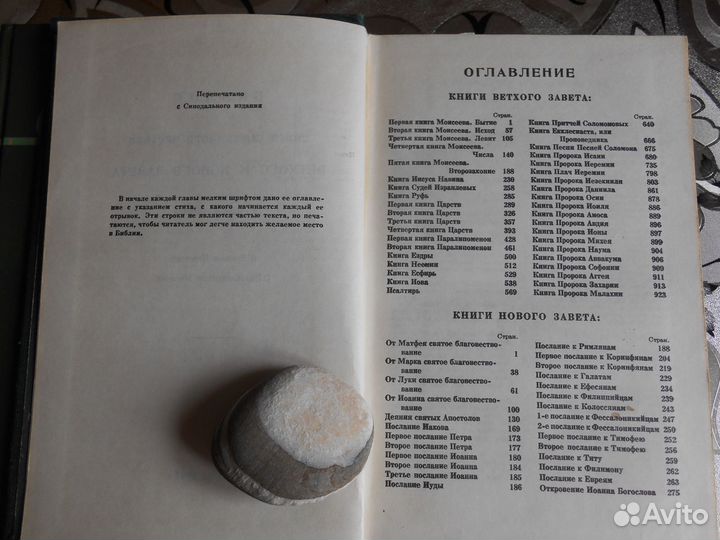 Перепечатано
с Синодального издания
В начале каждой главы мелким шрифтом дано ее оглавле-
ние с указанием стиха, с какого начинается каждый ее
отрывок. Эти строки не являются частью текста, но пе-
чатаются, чтобы читатель мог легче находить желаемое место
в Библии.
ОГЛАВЛЕНИЕ
КНИГИ ВЕТХОГО ЗАВЕТА:
Стран.
Первая книга Моисеева. Бытие 1
Вторая книга Моисеева. Исход 57
Третья книга Моисеева. Левит 105
Четвертая книга Моисеева.
Числа 140
Пятая книга Моисеева.
Второзаконие 188
Книга Иисуса Навина 230
Книга Судей Израилевых 258
Книга Руфь 285
Первая книга Царств 289
Вторая книга Царств 326
Третья книга Царств 357
Четвертая книга Царств 393
Первая книга Паралипоменон 428
Вторая книга Паралипоменон 461
Книга Ездры 500
Книга Неемии 512
Книга Есфирь 529
Книга Иова 538
Псалтирь 569
Стран.
Книга Притчей Соломоновых 640
Книга Екклесиаста, или
Проповедника 666
Книга Песни Песней Соломона 675
Книга Пророка Исаии 680
Книга Пророка Иеремии 735
Книга Плач Иеремии 798
Книга Пророка Иезекииля 803
Книга Пророка Даниила 861
Книга Пророка Осии 878
Книга Пророка Иоиля 886
Книга Пророка Амоса 889
Книга Пророка Авдия 896
Книга Пророка Ионы 897
Книга Пророка Михея 899
Книга Пророка Наума 904
Книга Пророка Аввакума 906
Книга Пророка Софонии 909
Книга Пророка Аггея 911
Книга Пророка Захарии 913
Книга Пророка Малахии 923
КНИГИ НОВОГО ЗАВЕТА:
Стран.
От Матфея святое благовество-
вание 1
От Марка святое благовество-
вание 38
От Луки святое благовество-
вание 61
От Иоанна святое благовество-
вание 100
Деяния святых Апостолов 130
Послание Иакова 169
Первое послание Петра 173
Второе послание Петра 177
Первое послание Иоанна 180
Второе послание Иоанна 184
Третье послание Иоанна 185
Послание Иуды 186
Стран.
Послание к Римлянам 188
Первое послание к Коринфянам 204
Второе послание к Коринфянам 219
Послание к Галатам 229
Послание к Ефесянам 234
Послание к Филиппийцам 239
Послание к Колоссянам 243
1-е послание к Фессалоникийцам 247
2-е послание к Фессалоникийцам 250
Первое послание к Тимофею 252
Второе послание к Тимофею 256
Послание к Титу 259
Послание к Филимону 262
Послание к Евреям 263
Откровение Иоанна Богослова 275
Avito